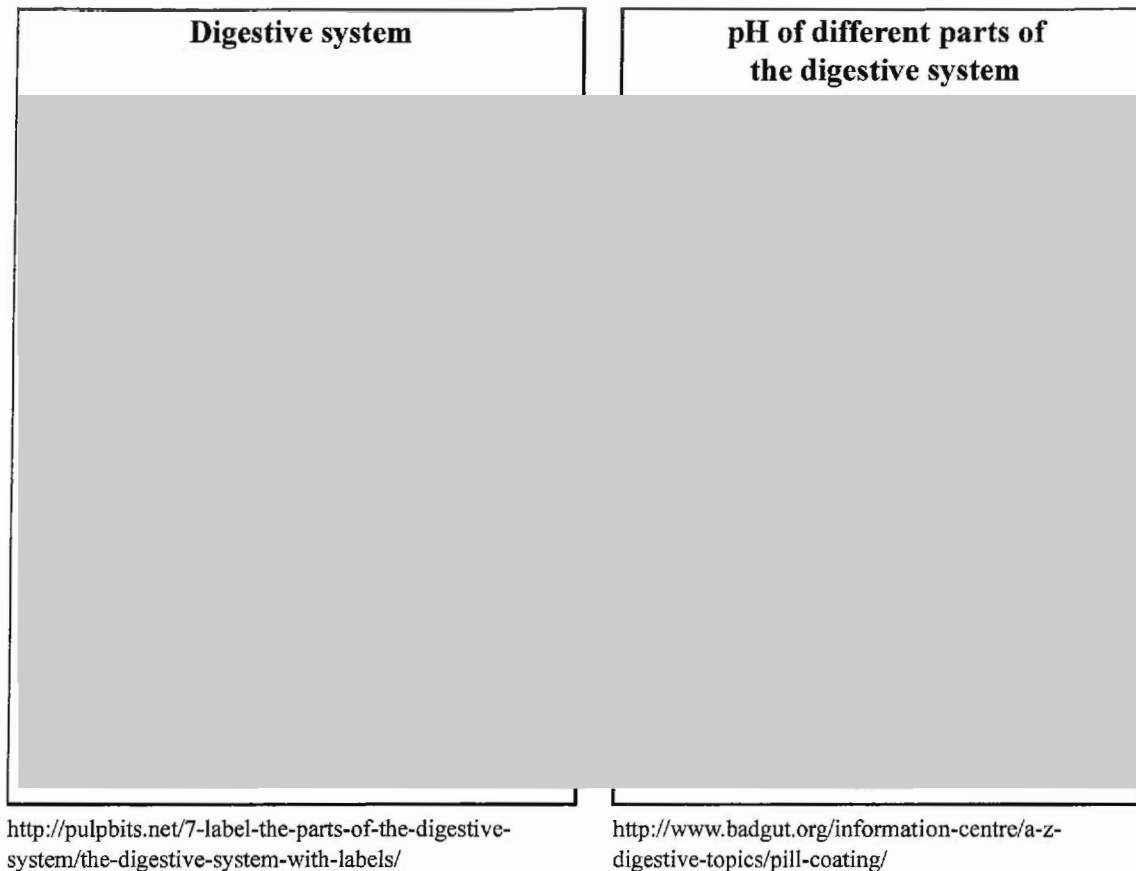 Digestive system
pH of different parts of
the digestive system
http://pulpbits.net/7-label-the-parts-of-the-digestive-
system/the-digestive-system-with-labels/
http://www.badgut.org/information-centre/a-z-
digestive-topics/pill-coating/